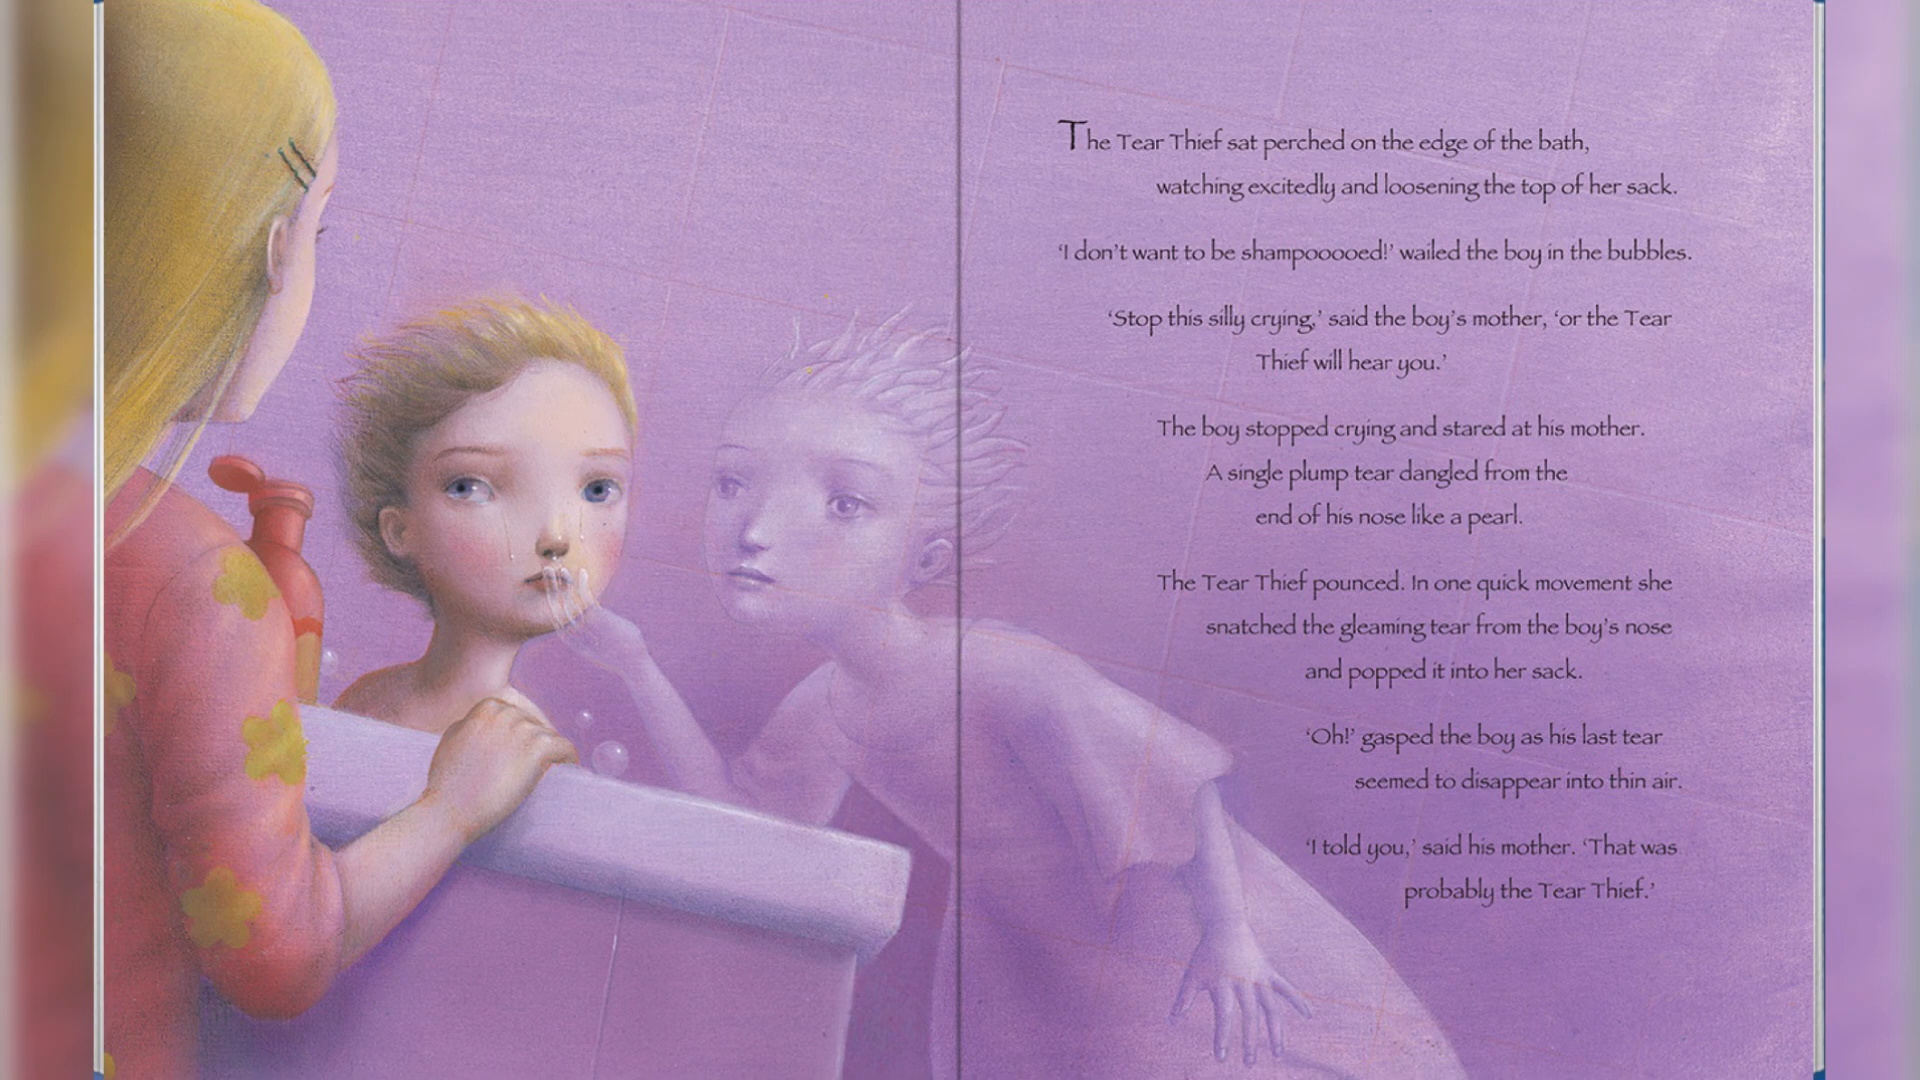 The Tear Thief sat perched on the edge of the bath,
watching excitedly and loosening the top of her sack.
‘I don’t want to be shampooooed!’ wailed the boy in the bubbles.
‘Stop this silly crying,’ said the boy’s mother, ‘or the Tear
Thief will hear you.’
The boy stopped crying and stared at his mother.
A single plump tear dangled from the
end of his nose like a pearl.
The Tear Thief pounced. In one quick movement she
snatched the gleaming tear from the boy’s nose
and popped it into her sack.
‘Oh!’ gasped the boy as his last tear
seemed to disappear into thin air.
‘I told you,’ said his mother. ‘That was
probably the Tear Thief.’